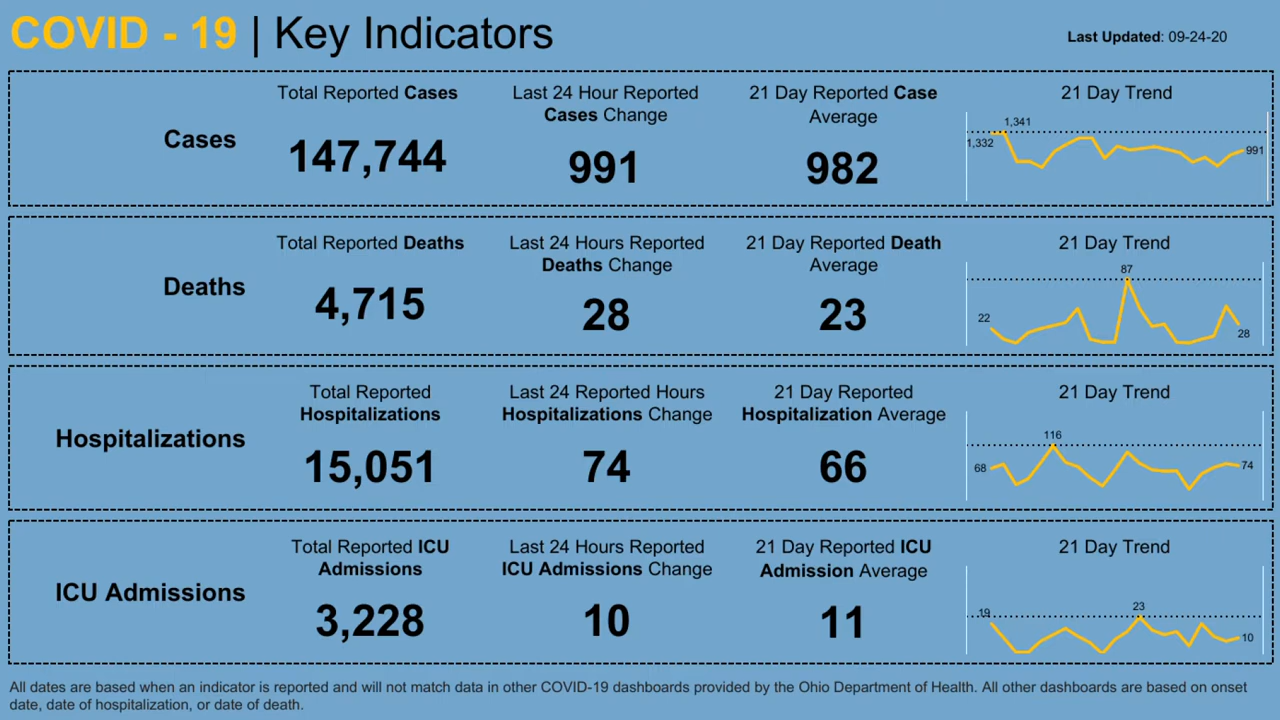 COVID - 19 | Key Indicators
Last Updated: 09-24-20
Cases
Total Reported Cases
147,744
Last 24 Hour Reported
Cases Change
991
21 Day Reported Case
Average
982
21 Day Trend
1,341
1,332
991
Deaths
Total Reported Deaths
4,715
Last 24 Hours Reported
Deaths Change
28
21 Day Reported Death
Average
23
21 Day Trend
87
22
28
Hospitalizations
Total Reported
Hospitalizations
15,051
Last 24 Reported Hours
Hospitalizations Change
74
21 Day Reported
Hospitalization Average
66
21 Day Trend
116
68
74
ICU Admissions
Total Reported ICU
Admissions
3,228
Last 24 Hours Reported
ICU Admissions Change
10
21 Day Reported ICU
Admission Average
11
21 Day Trend
19
23
10
All dates are based when an indicator is reported and will not match data in other COVID-19 dashboards provided by the Ohio Department of Health. All other dashboards are based on onset
date, date of hospitalization, or date of death.